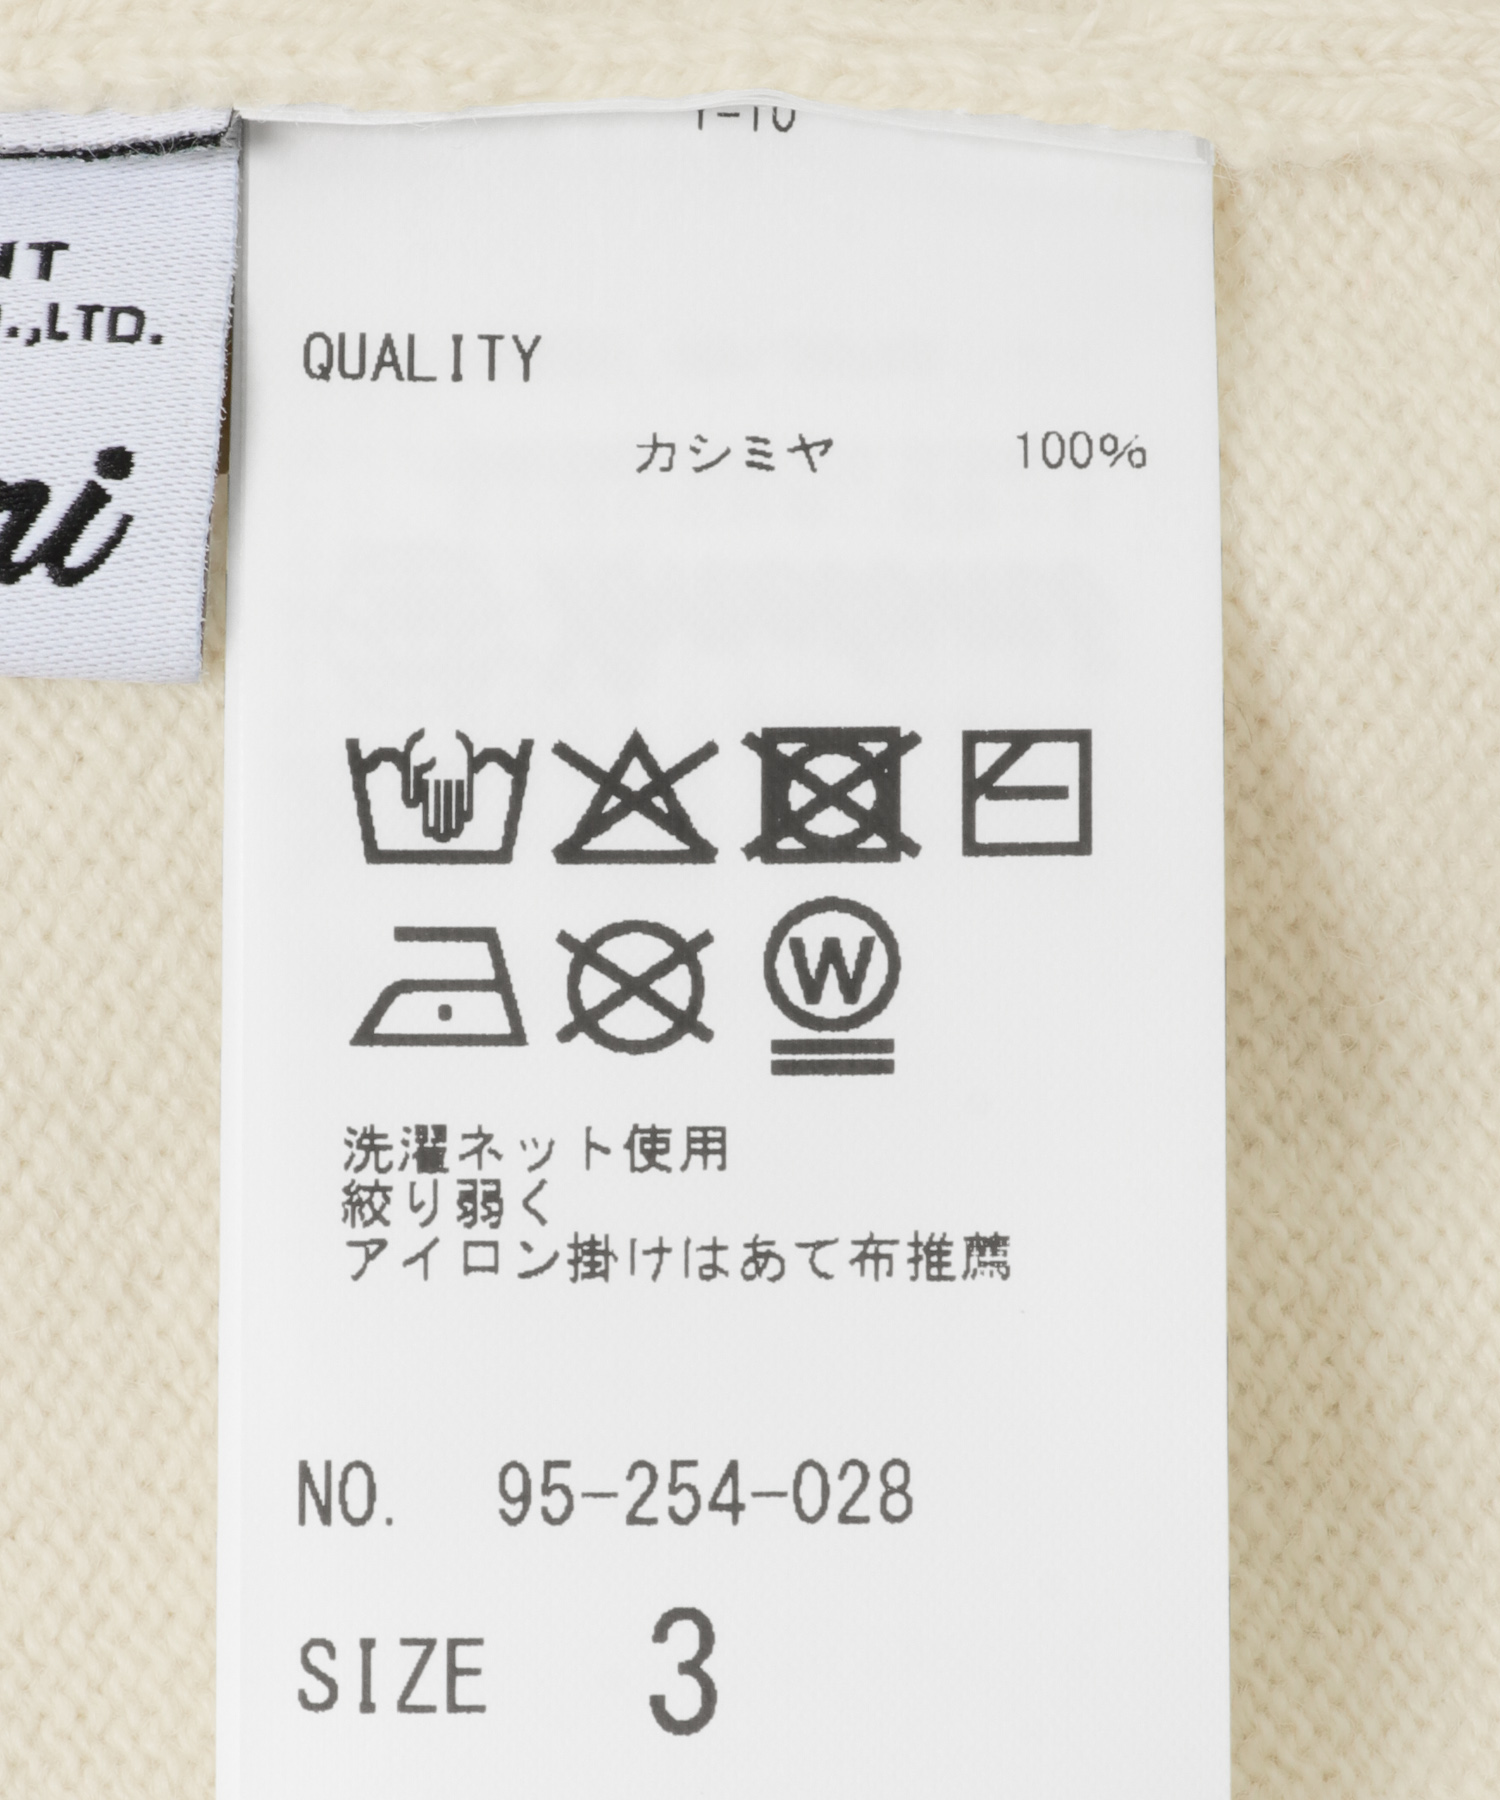 QUALITY
カシミヤ 100%
W
洗濯ネット使用
絞り弱く
アイロン掛けはあて布推薦
NO. 95-254-028
SIZE 3
.,LTD.